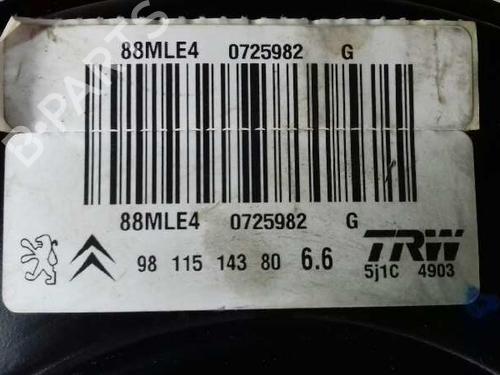 88MLE4 0725982 G
88MLE4 0725982 G
98 115 143 80 6.6
TRW
5j1C 4903
B-PARTS